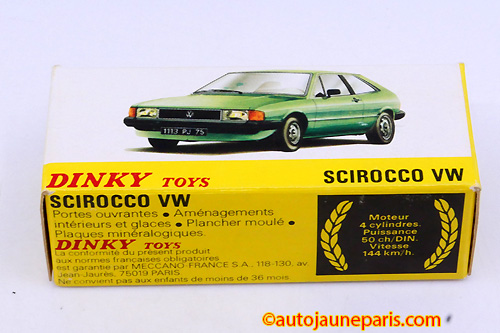 1113 PJ 75
DINKY TOYS
SCIROCCO VW
SCIROCCO VW
Portes ouvrantes • Aménagements
intérieurs et glaces • Plancher moulé •
Plaques minéralogiques.
DINKY TOYS
La conformité du présent produit
aux normes françaises obligatoires
est garantie par MECCANO-FRANCE S.A., 118-130, av.
Jean-Jaurès, 75019 PARIS.
Ne convient pas aux enfants de moins de 36 mois.
Moteur
4 cylindres.
Puissance
50 ch/DIN.
Vitesse
144 km/h.
©autojauneparis.com